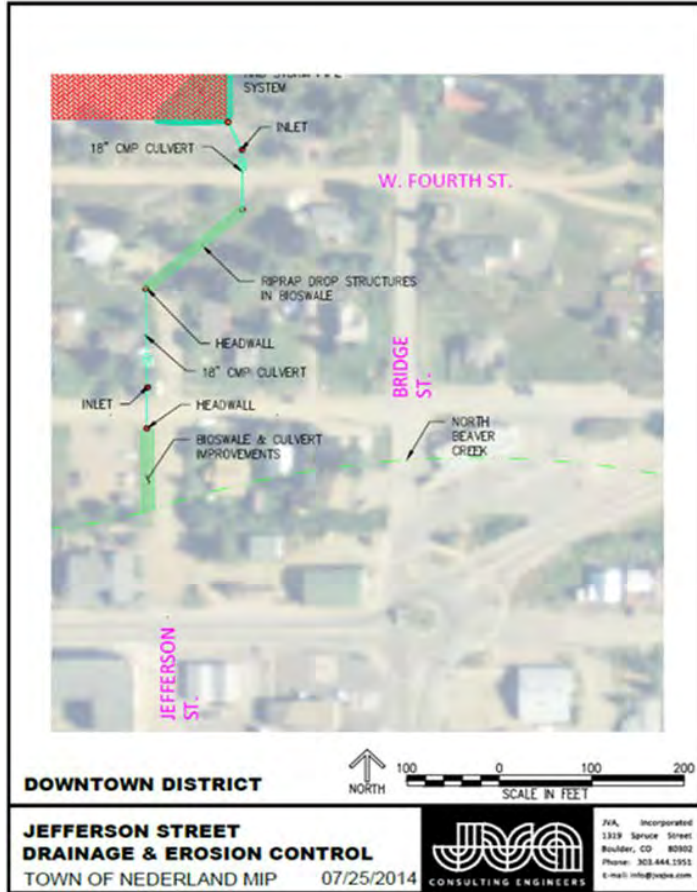 SYSTEM
INLET
18" CMP CULVERT
W. FOURTH ST.
RIPRAP DROP STRUCTURES
IN BIOSWALE
HEADWALL
18" CMP CULVERT
BRIDGE
ST.
INLET
HEADWALL
NORTH
BEAVER
CREEK
BIOSWALE & CULVERT
IMPROVEMENTS
JEFFERSON
ST.
DOWNTOWN DISTRICT
NORTH
100 0 100 200
SCALE IN FEET
JEFFERSON STREET
DRAINAGE & EROSION CONTROL
TOWN OF NEDERLAND MIP 07/25/2014
JVA
CONSULTING ENGINEERS
JVA, Incorporated
1319 Spruce Street
Boulder, CO 80302
Phone: 303.444.1951
E-mail: info@jvajva.com